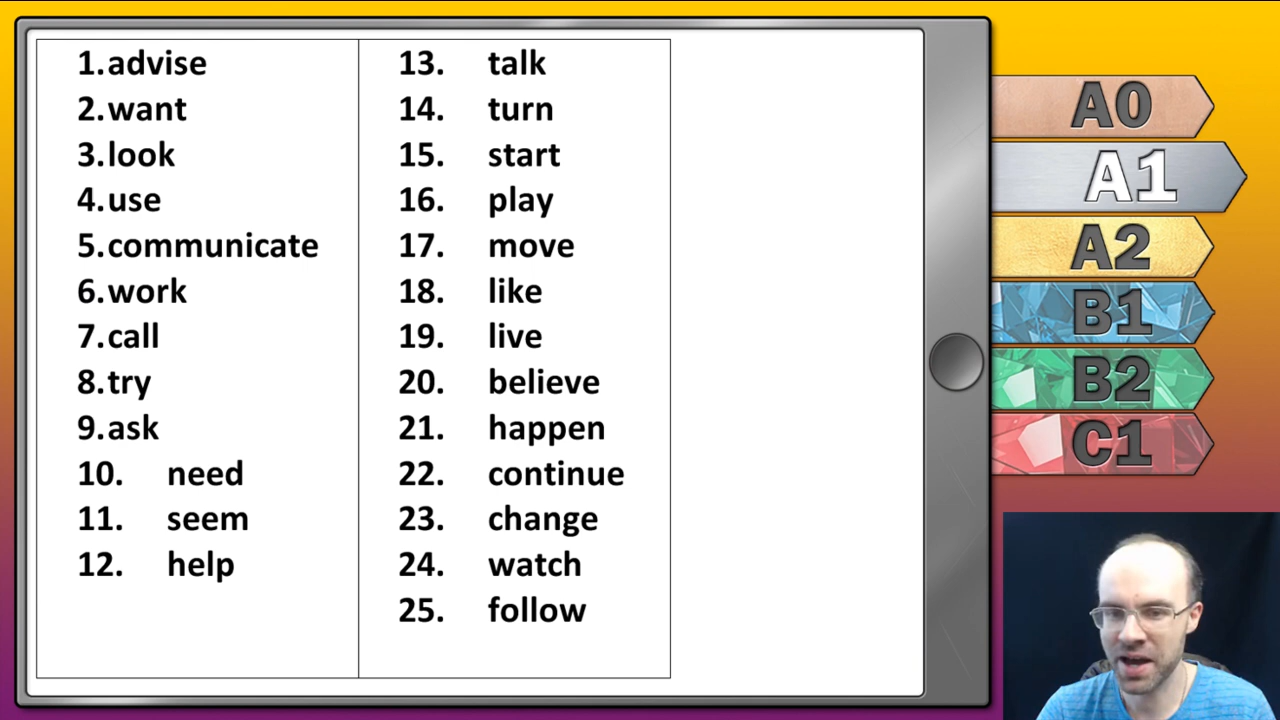 1.advise
2.want
3.look
4.use
5.communicate
6.work
7.call
8.try
9.ask
10. need
11. seem
12. help
13. talk
14. turn
15. start
16. play
17. move
18. like
19. live
20. believe
21. happen
22. continue
23. change
24. watch
25. follow
A0
A1
A2
B1
B2
C1